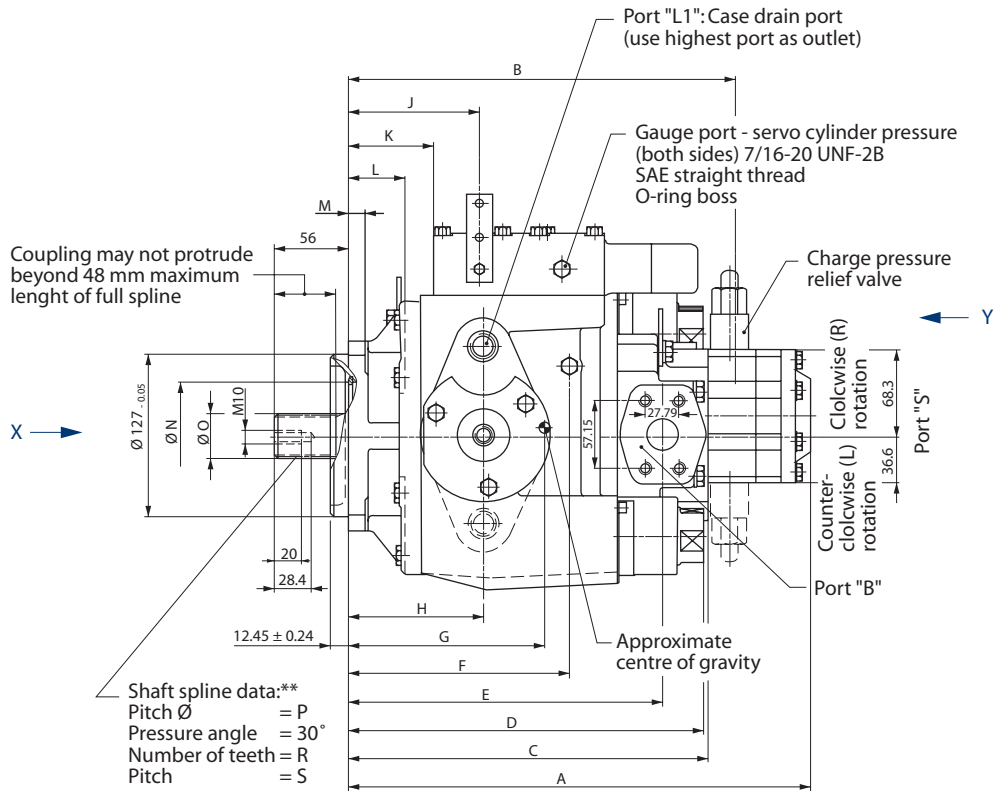 Port "L1": Case drain port
(use highest port as outlet)
B
J
Gauge port - servo cylinder pressure
(both sides) 7/16-20 UNF-2B
SAE straight thread
O-ring boss
K
L
M
56
Coupling may not protrude
beyond 48 mm maximum
lenght of full spline
Charge pressure
relief valve
Y
X
Ø 127 - 0.05
Ø N
Ø O
M10
57.15
27.79
Clolcwise (R)
rotation
68.3
Port "S"
36.6
Counter-
clolcwise (L)
rotation
20
28.4
Port "B"
H
12.45 ± 0.24
G
Approximate
centre of gravity
F
E
Shaft spline data:**
Pitch Ø = P
Pressure angle = 30°
Number of teeth = R
Pitch = S
D
C
A